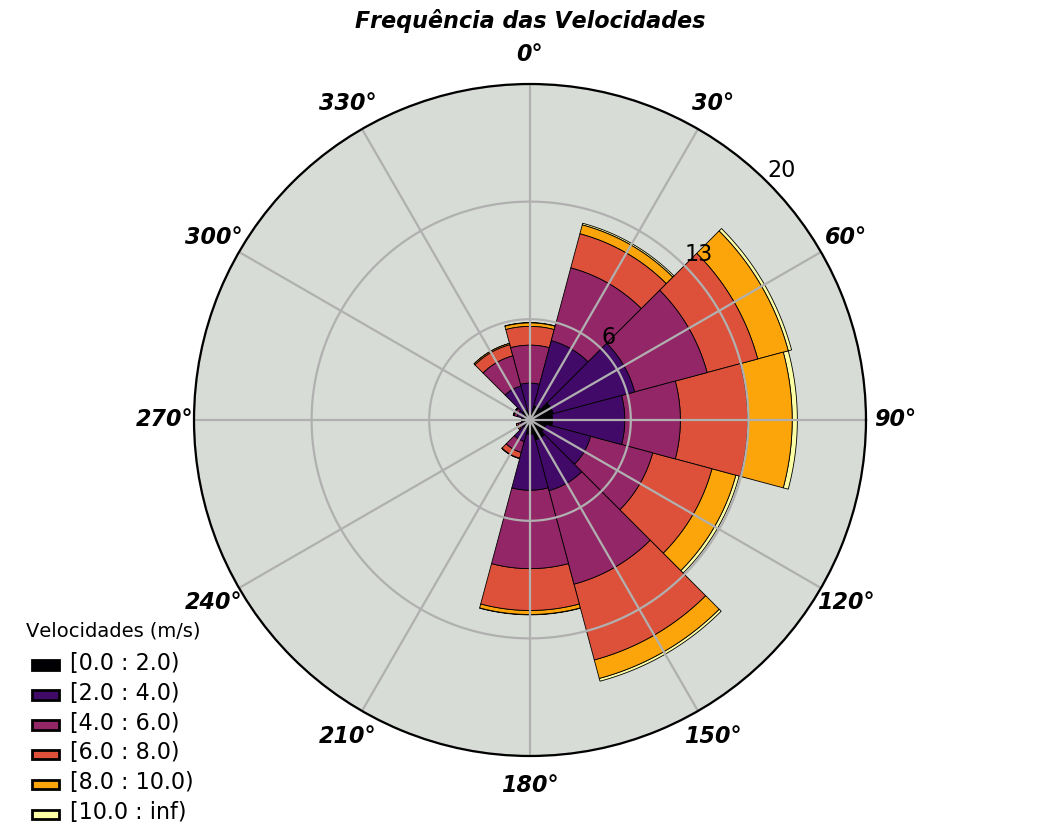 Frequência das Velocidades
0°
330°
30°
20
300°
60°
13
6
270°
90°
240°
120°
210°
150°
180°
Velocidades (m/s)
[0.0 : 2.0)
[2.0 : 4.0)
[4.0 : 6.0)
[6.0 : 8.0)
[8.0 : 10.0)
[10.0 : inf)